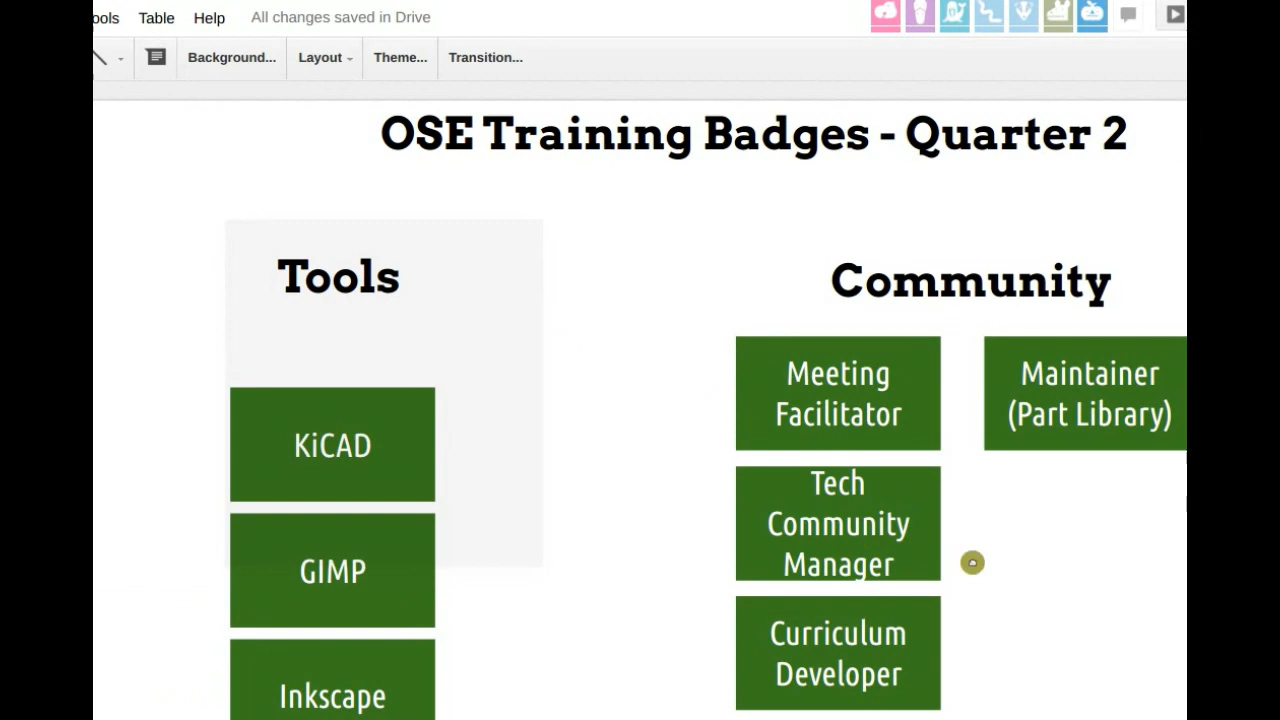 ools Table Help All changes saved in Drive
Background... Layout Theme... Transition...
OSE Training Badges - Quarter 2
Tools
KiCAD
GIMP
Inkscape
Community
Meeting
Facilitator
Maintainer
(Part Library)
Tech
Community
Manager
Curriculum
Developer